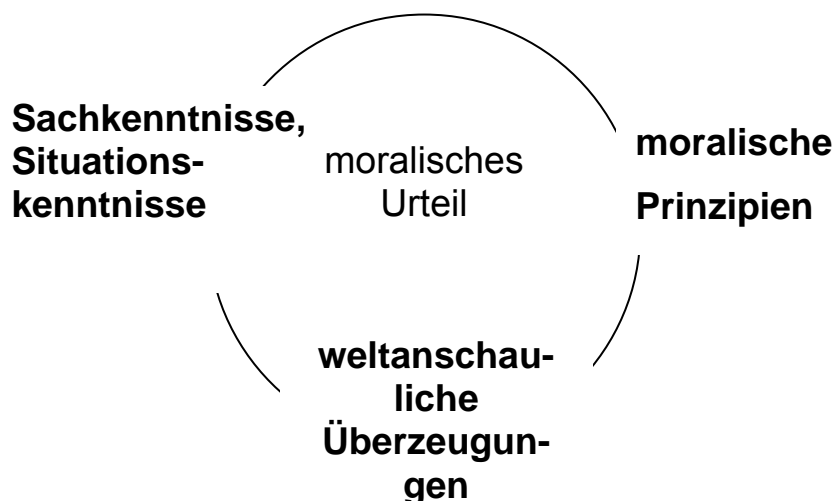 Sachkenntnisse,
Situations-
kenntnisse
moralisches
Urteil
moralische
Prinzipien
weltanschau-
liche
Überzeugun-
gen